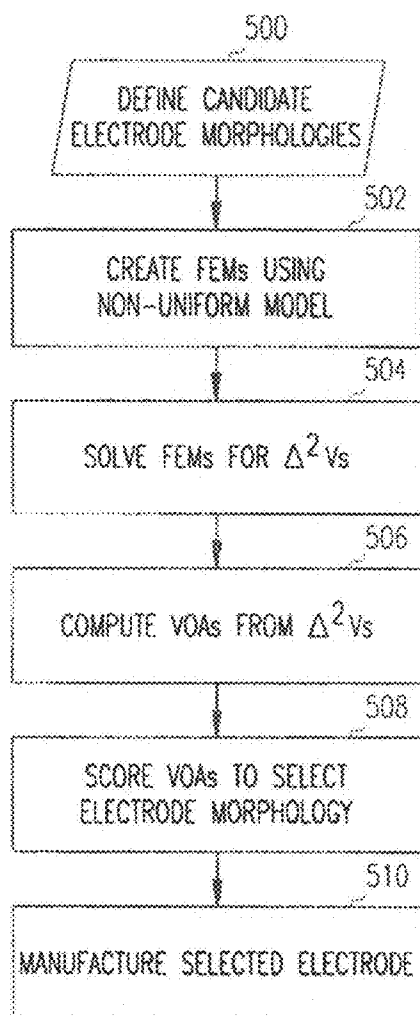 500
DEFINE CANDIDATE
ELECTRODE MORPHOLOGIES
502
CREATE FEMs USING
NON-UNIFORM MODEL
504
SOLVE FEMs FOR Δ²Vs
506
COMPUTE VOAs FROM Δ²Vs
508
SCORE VOAs TO SELECT
ELECTRODE MORPHOLOGY
510
MANUFACTURE SELECTED ELECTRODE